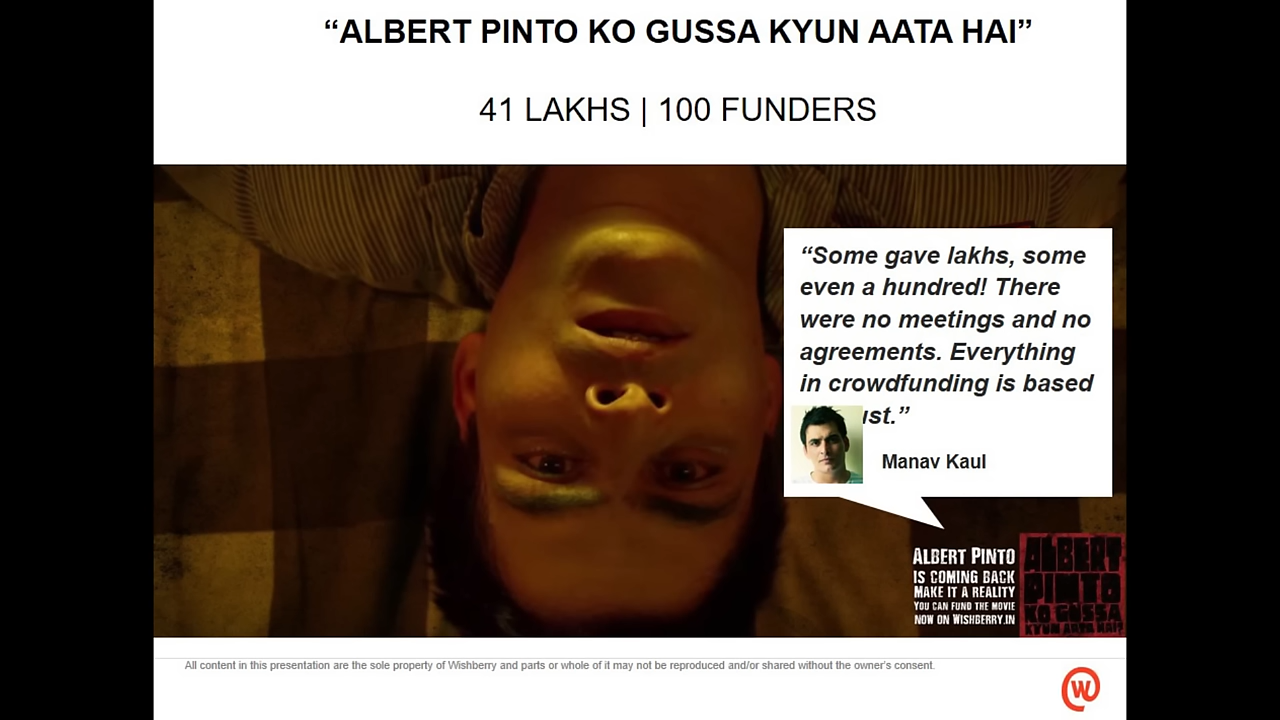 “ALBERT PINTO KO GUSSA KYUN AATA HAI”
41 LAKHS | 100 FUNDERS
“Some gave lakhs, some
even a hundred! There
were no meetings and no
agreements. Everything
in crowdfunding is based
ust.”
Manav Kaul
ALBERT PINTO
IS COMING BACK
MAKE IT A REALITY
YOU CAN FUND THE MOVIE
NOW ON WISHBERRY.IN
ALBERT
PINTO
KO GUSSA
KYUN AATA HAI?
All content in this presentation are the sole property of Wishberry and parts or whole of it may not be reproduced and/or shared without the owner’s consent.
W